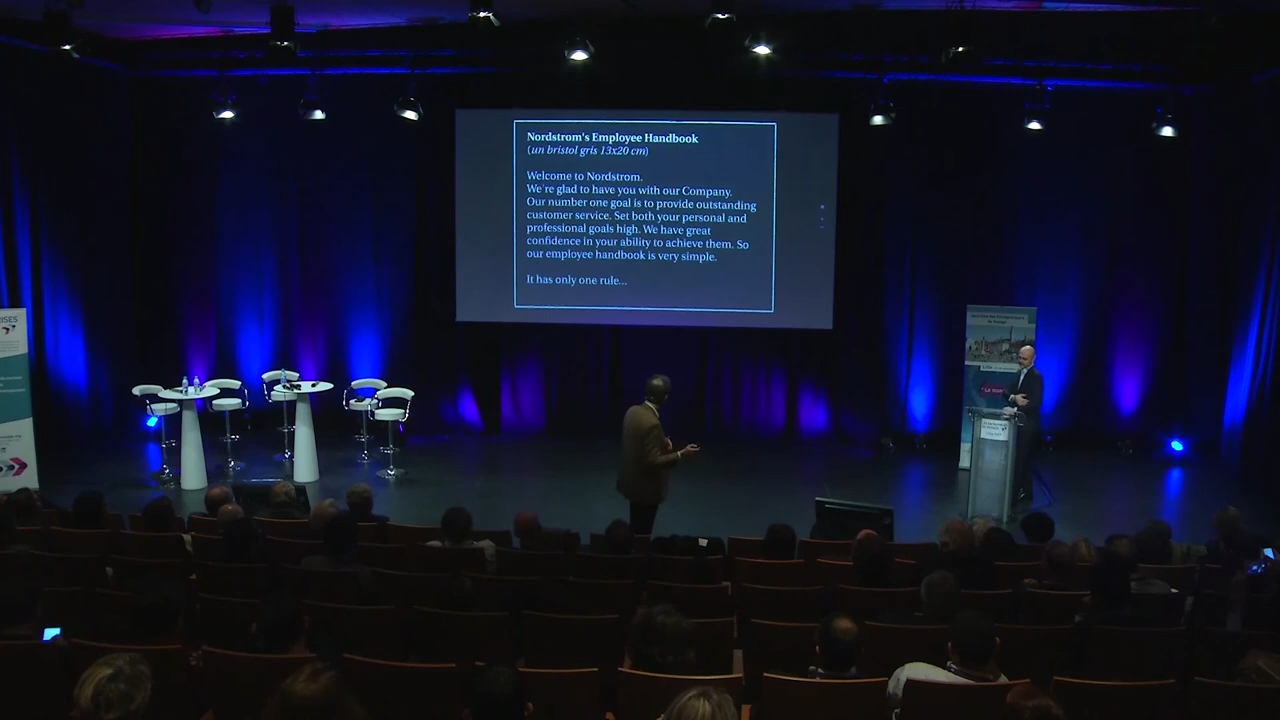 Nordstrom's Employee Handbook
(un bristol gris 13x20 cm)
Welcome to Nordstrom.
We're glad to have you with our Company.
Our number one goal is to provide outstanding
customer service. Set both your personal and
professional goals high. We have great
confidence in your ability to achieve them. So
our employee handbook is very simple.
It has only one rule...